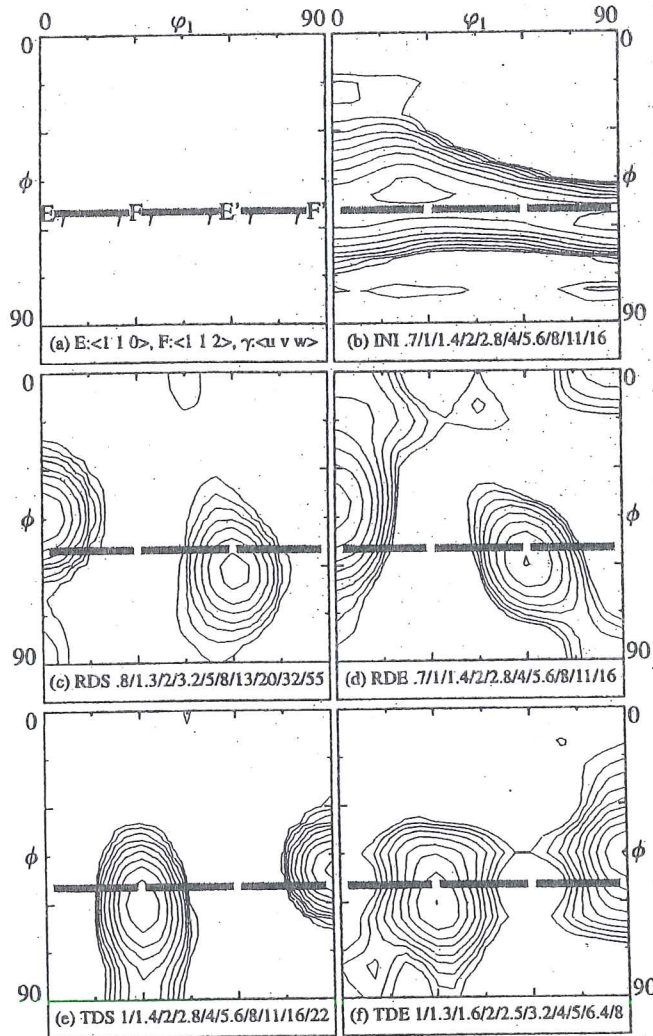 0 φ₁ 90 0 φ₁ 90
0 0
ϕ ϕ
E F E' F'
90 90
(a) E:<1 1 0>, F:<1 1 2>, γ:<u v w> (b) INI .7/1/1.4/2/2.8/4/5.6/8/11/16
0 0
ϕ ϕ
90 90
(c) RDS .8/1.3/2/3.2/5/8/13/20/32/55 (d) RDE .7/1/1.4/2/2.8/4/5.6/8/11/16
0 0
ϕ ϕ
90 90
(e) TDS 1/1.4/2/2.8/4/5.6/8/11/16/22 (f) TDE 1/1.3/1.6/2/2.5/3.2/4/5/6.4/8